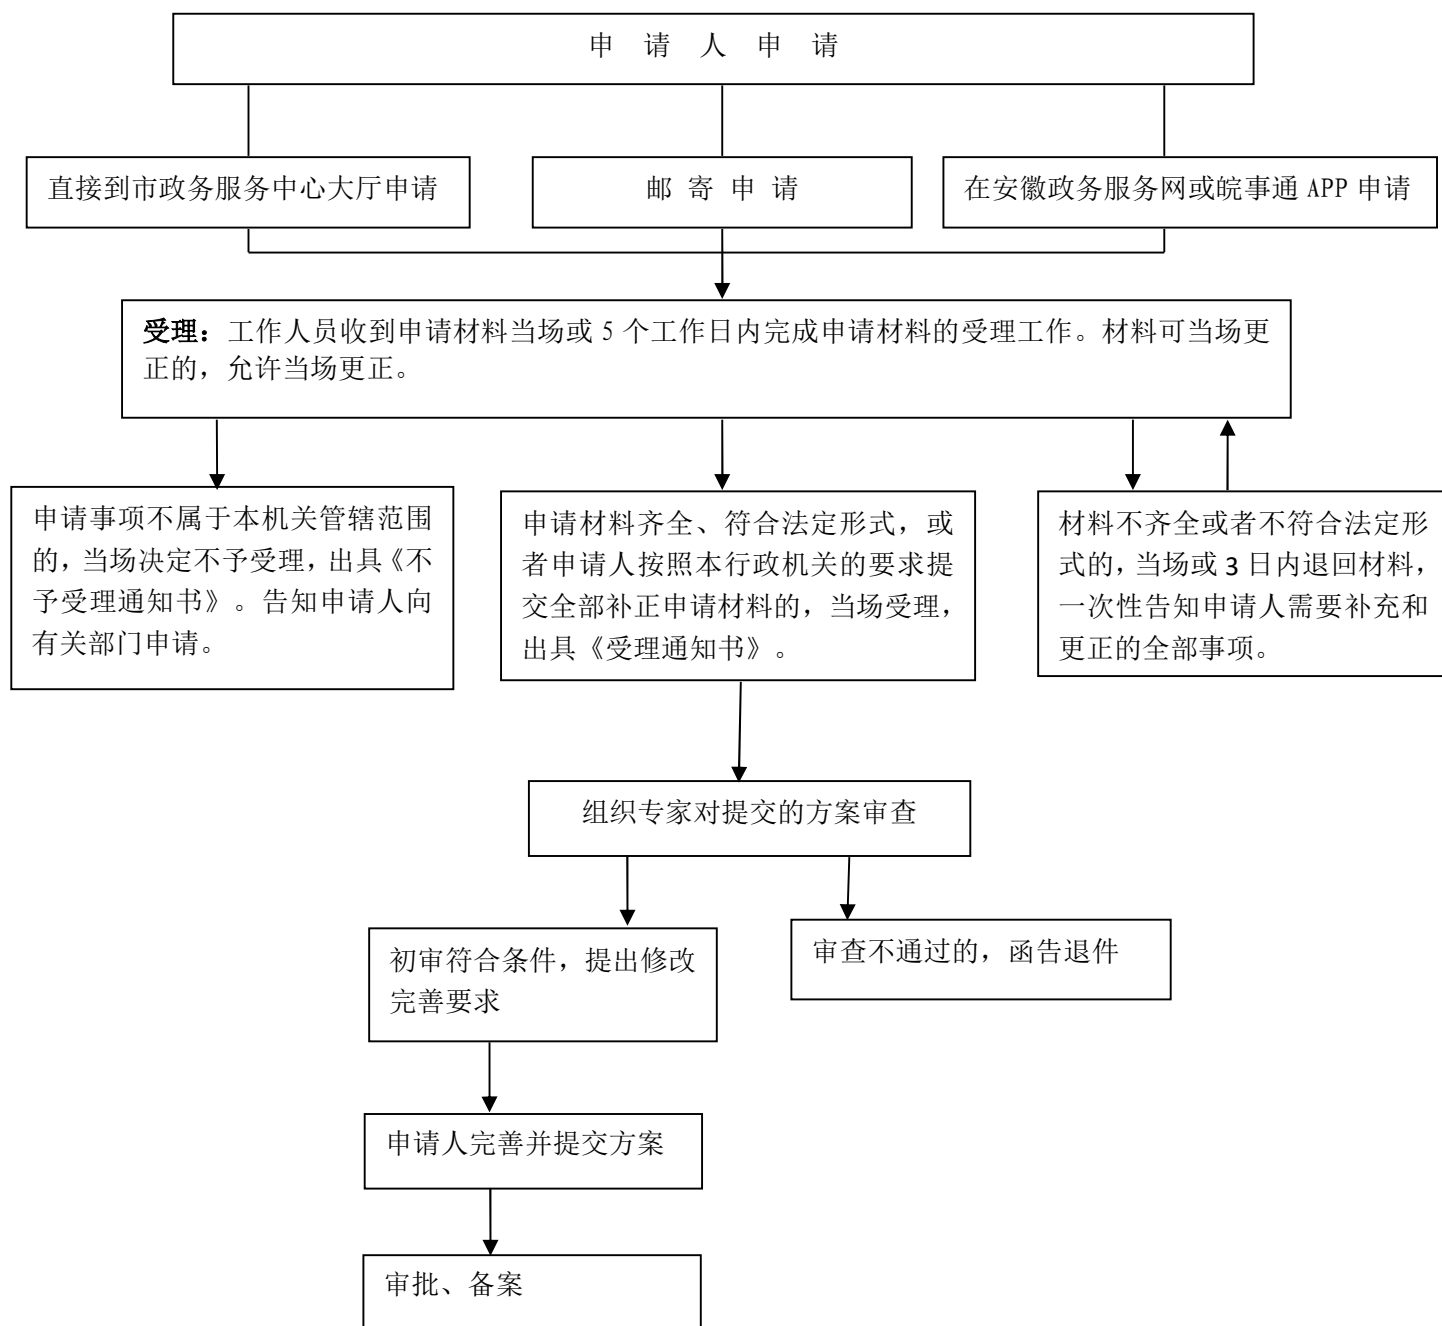 申 请 人 申 请
直接到市政务服务中心大厅申请
邮 寄 申 请
在安徽政务服务网或皖事通 APP 申请
受理：工作人员收到申请材料当场或 5 个工作日内完成申请材料的受理工作。材料可当场更
正的，允许当场更正。
申请事项不属于本机关管辖范围
的，当场决定不予受理，出具《不
予受理通知书》。告知申请人向
有关部门申请。
申请材料齐全、符合法定形式，或
者申请人按照本行政机关的要求提
交全部补正申请材料的，当场受理，
出具《受理通知书》。
材料不齐全或者不符合法定形
式的，当场或 3 日内退回材料，
一次性告知申请人需要补充和
更正的全部事项。
组织专家对提交的方案审查
初审符合条件，提出修改
完善要求
审查不通过的，函告退件
申请人完善并提交方案
审批、备案